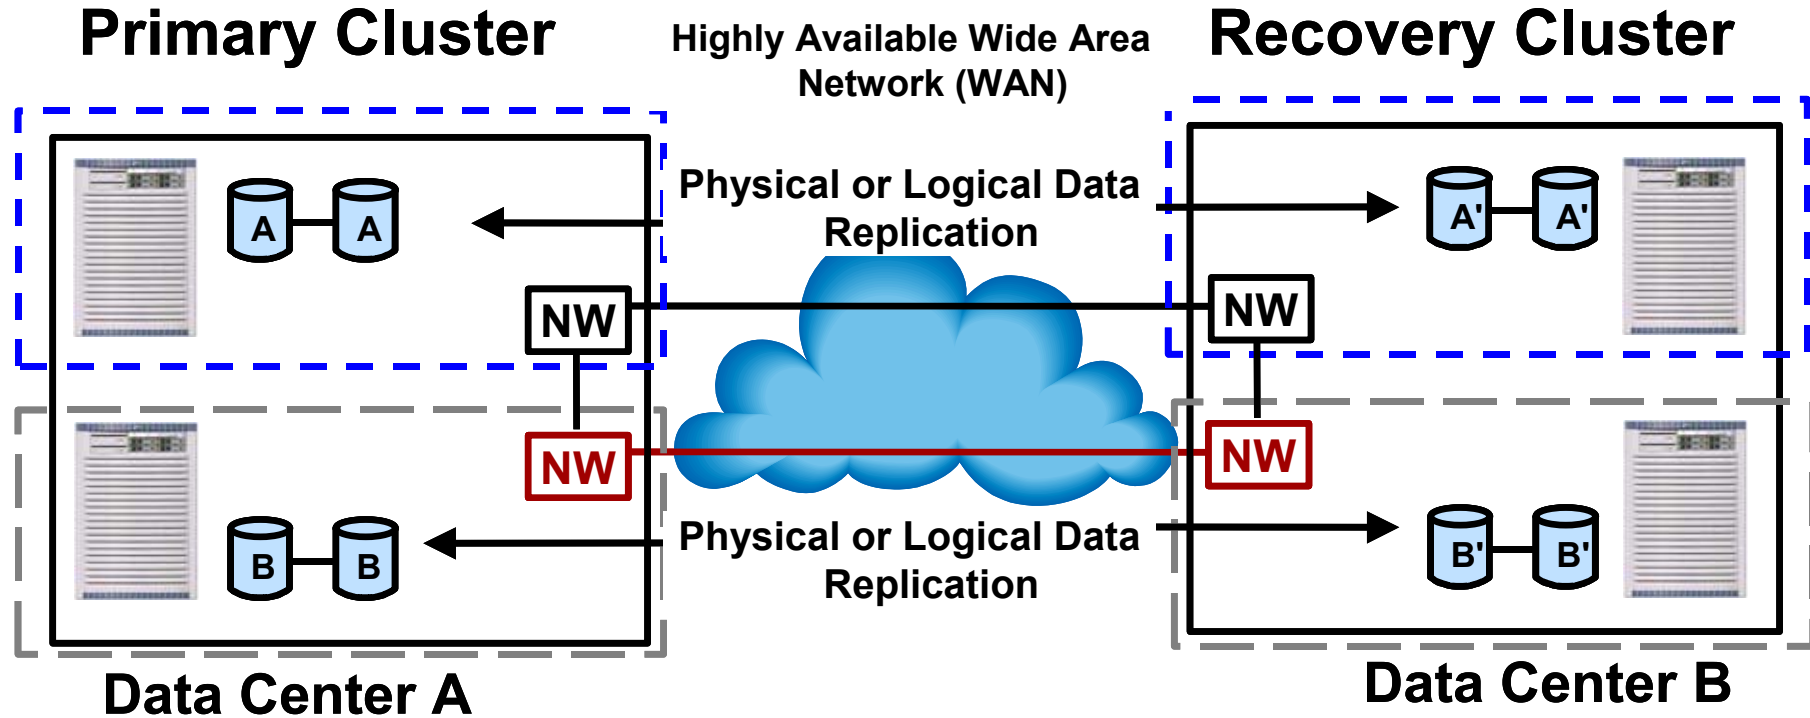 Primary Cluster
Highly Available Wide Area
Network (WAN)
Recovery Cluster
A A
Physical or Logical Data
Replication
A' A'
NW
NW
NW
NW
B B
Physical or Logical Data
Replication
B' B'
Data Center A
Data Center B